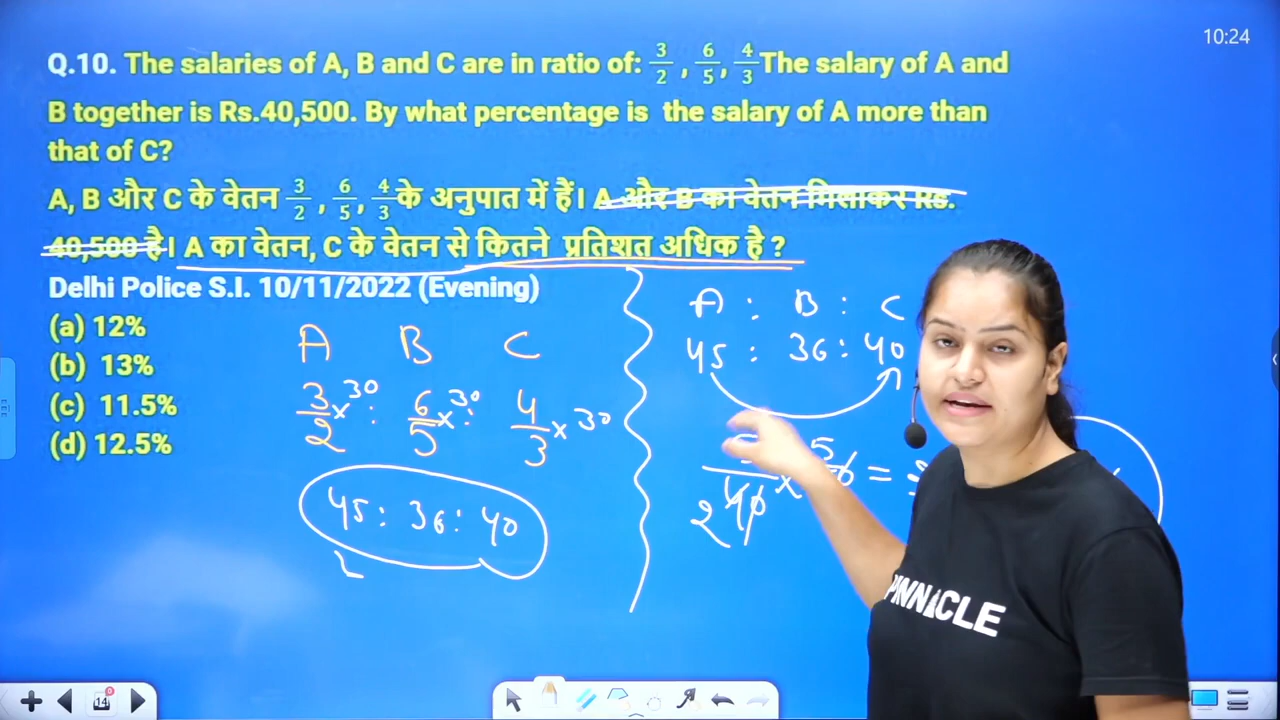 10:24
Q.10. The salaries of A, B and C are in ratio of: 3/2 , 6/5, 4/3 The salary of A and
B together is Rs.40,500. By what percentage is the salary of A more than
that of C?
A, B और C के वेतन 3/2 , 6/5, 4/3 के अनुपात में हैं। A और B का वेतन मिलाकर Rs.
40,500 है। A का वेतन, C के वेतन से कितने प्रतिशत अधिक है ?
Delhi Police S.I. 10/11/2022 (Evening)
(a) 12%
(b) 13%
(c) 11.5%
(d) 12.5%
A B C
3/2 × 30 : 6/5 × 30 : 4/3 × 30
45 : 36 : 40
A : B : C
45 : 36 : 40
2 40 × 5 =
PINNACLE
14